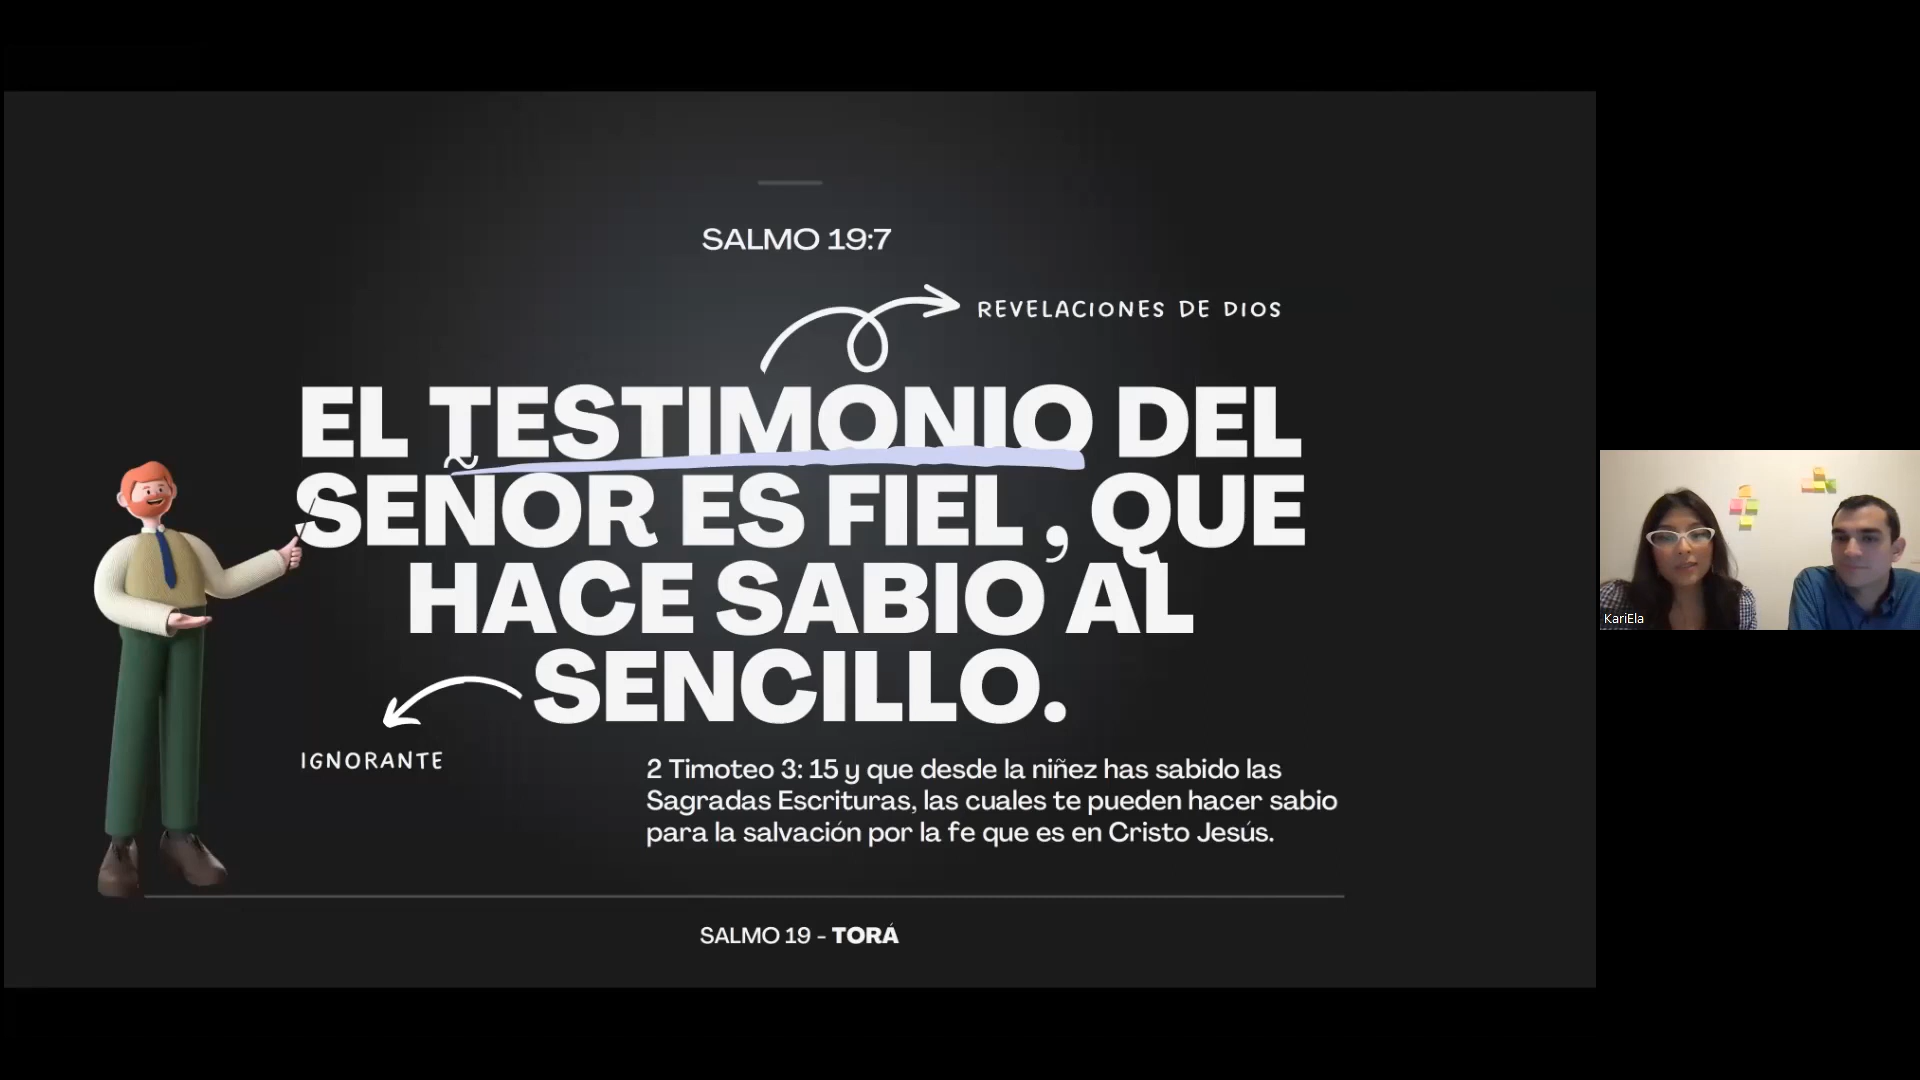 SALMO 19:7
REVELACIONES DE DIOS
EL TESTIMONIO DEL
SEÑOR ES FIEL , QUE
HACE SABIO AL
SENCILLO.
IGNORANTE
2 Timoteo 3: 15 y que desde la niñez has sabido las
Sagradas Escrituras, las cuales te pueden hacer sabio
para la salvación por la fe que es en Cristo Jesús.
SALMO 19 - TORÁ
KariEla